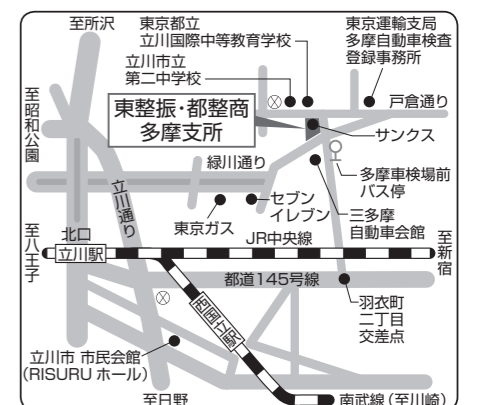 至所沢
東京都立
立川国際中等教育学校
立川市立
第二中学校
東京運輸支局
多摩自動車検査
登録事務所
至昭和公園
東整振・都整商
多摩支所
戸倉通り
サンクス
緑川通り
多摩車検場前
バス停
立川通り
セブン
イレブン
東京ガス
三多摩
自動車会館
至八王子
北口
立川駅
JR中央線
至新宿
都道145号線
西国立駅
羽衣町
二丁目
交差点
立川市 市民会館
(RISURU ホール)
至日野
南武線(至川崎)